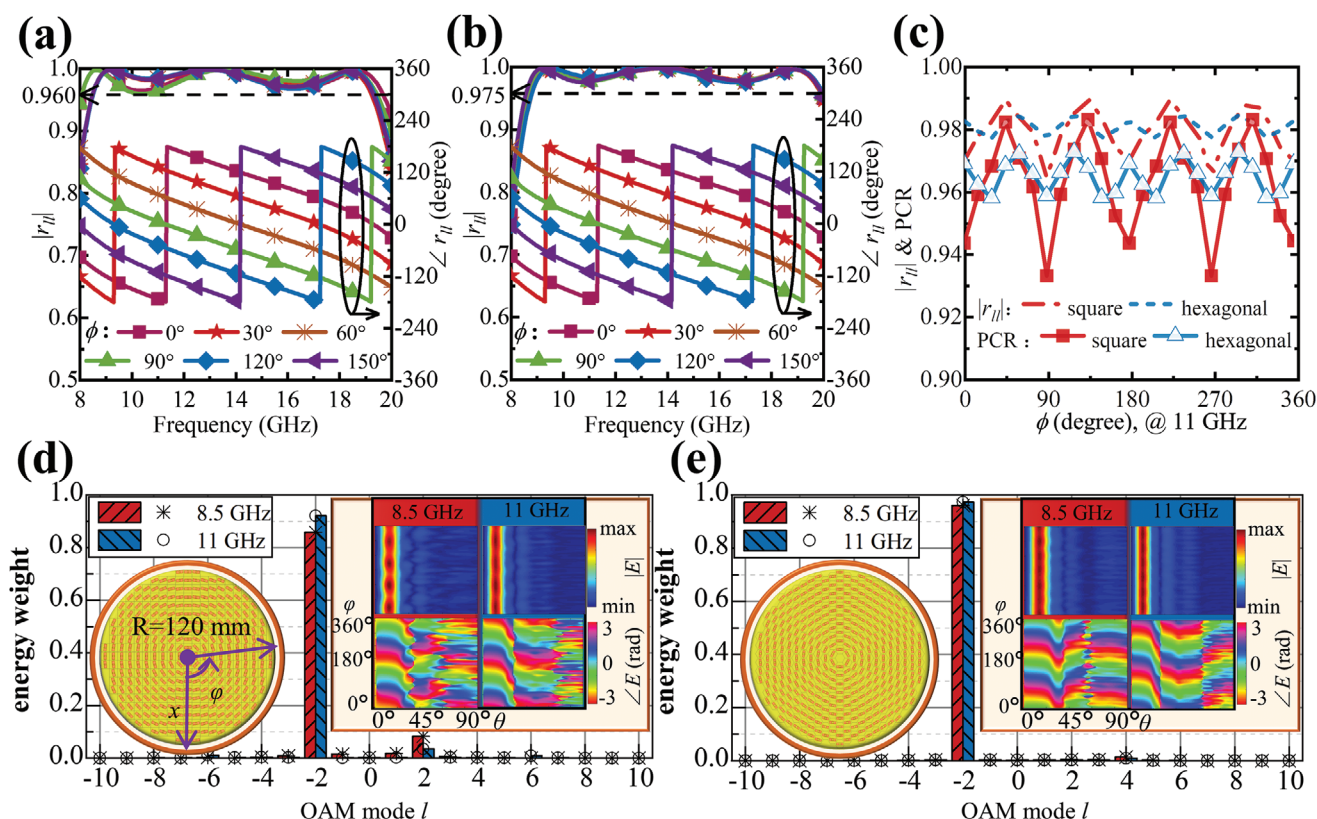 (a)
1.0
0.960
0.9
0.8
0.7
0.6
0.5
|r_ll|
360
240
120
0
-120
-240
-360
∠ r_ll (degree)
ϕ : 0° 30° 60°
90° 120° 150°
8 10 12 14 16 18 20
Frequency (GHz)
(b)
1.0
0.975
0.9
0.8
0.7
0.6
0.5
|r_ll|
360
240
120
0
-120
-240
-360
∠ r_ll (degree)
ϕ : 0° 30° 60°
90° 120° 150°
8 10 12 14 16 18 20
Frequency (GHz)
(c)
1.00
0.98
0.96
0.94
0.92
0.90
|r_ll| & PCR
|r_ll|: square hexagonal
PCR : square hexagonal
0 90 180 270 360
ϕ (degree), @ 11 GHz
(d)
1.0
0.8
0.6
0.4
0.2
0.0
energy weight
8.5 GHz
11 GHz
R=120 mm
φ
x
8.5 GHz 11 GHz
max
|E|
min
φ
360°
180°
0°
3
0
-3
∠E (rad)
0° 45° 90° θ
-10 -8 -6 -4 -2 0 2 4 6 8 10
OAM mode l
(e)
1.0
0.8
0.6
0.4
0.2
0.0
energy weight
8.5 GHz
11 GHz
8.5 GHz 11 GHz
max
|E|
min
φ
360°
180°
0°
3
0
-3
∠E (rad)
0° 45° 90° θ
-10 -8 -6 -4 -2 0 2 4 6 8 10
OAM mode l